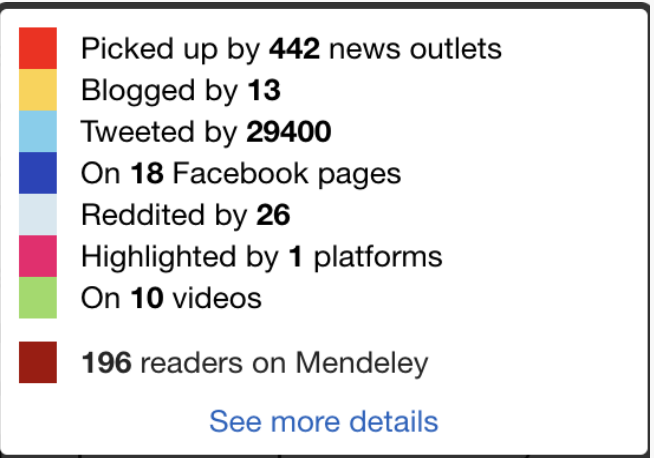 Picked up by 442 news outlets
Blogged by 13
Tweeted by 29400
On 18 Facebook pages
Reddited by 26
Highlighted by 1 platforms
On 10 videos
196 readers on Mendeley
See more details